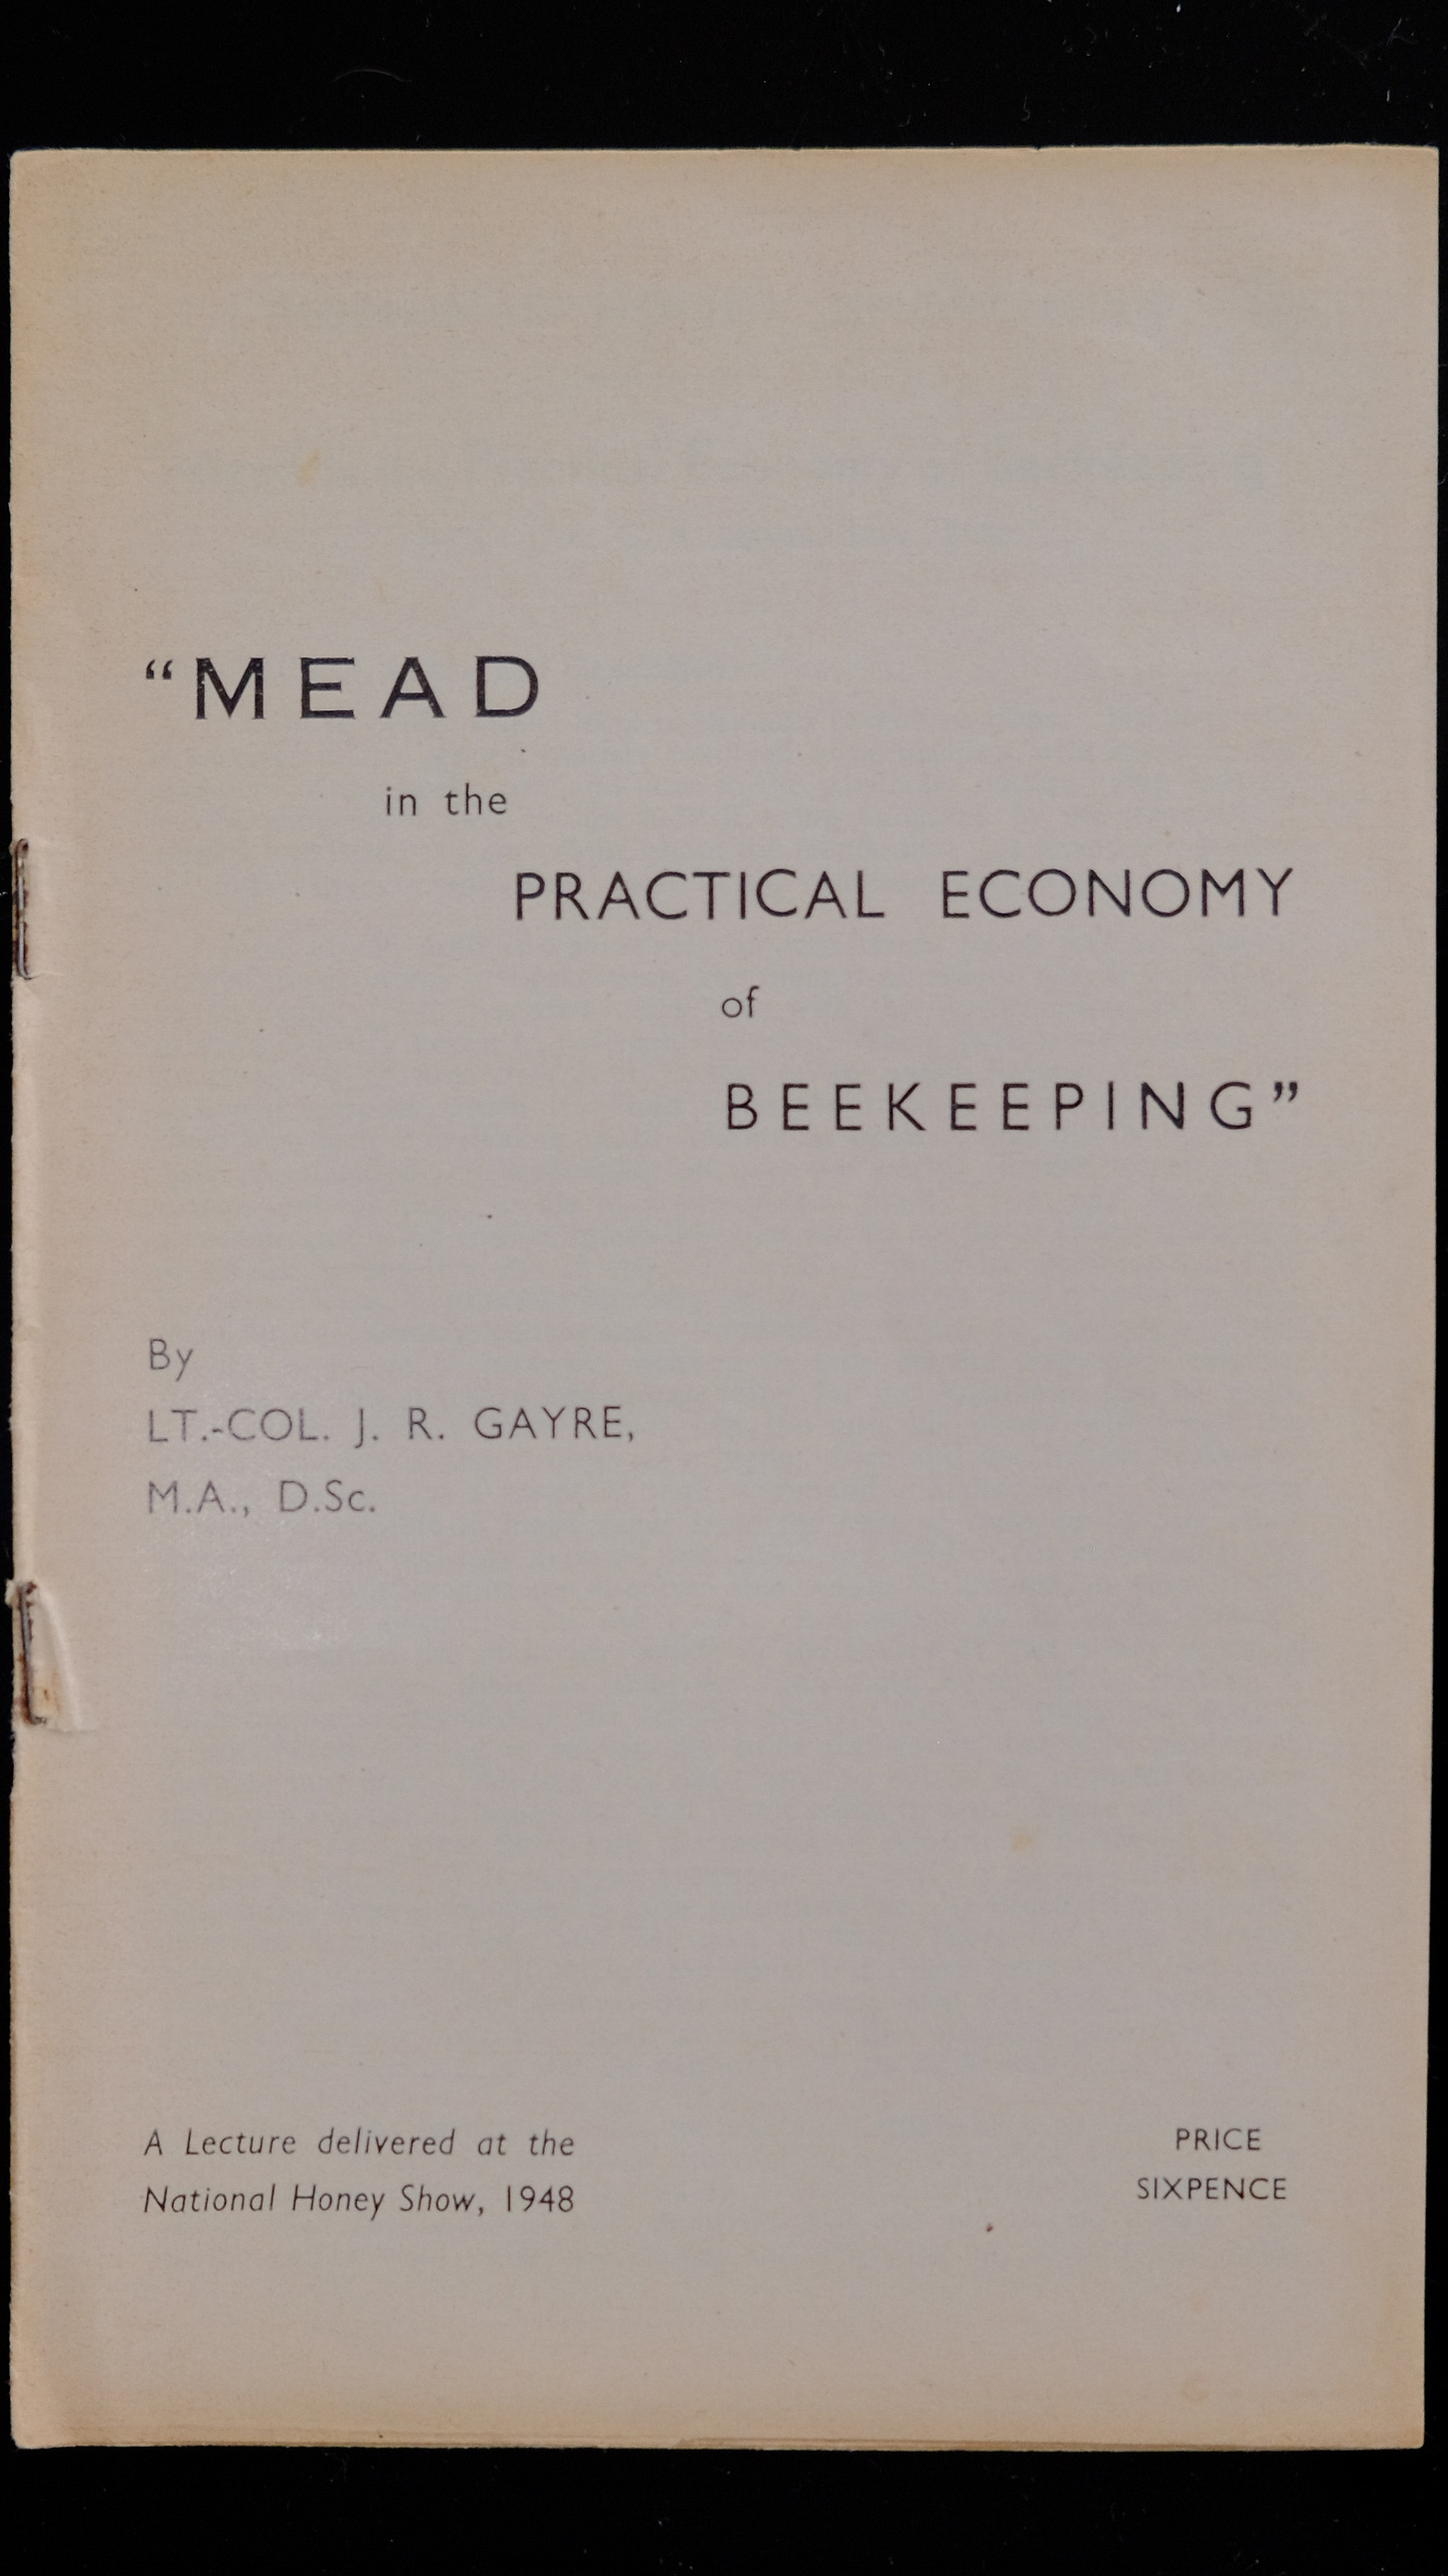 “MEAD
in the
PRACTICAL ECONOMY
of
BEEKEEPING”
By
LT.-COL. J. R. GAYRE,
M.A., D.Sc.
A Lecture delivered at the
National Honey Show, 1948
PRICE
SIXPENCE